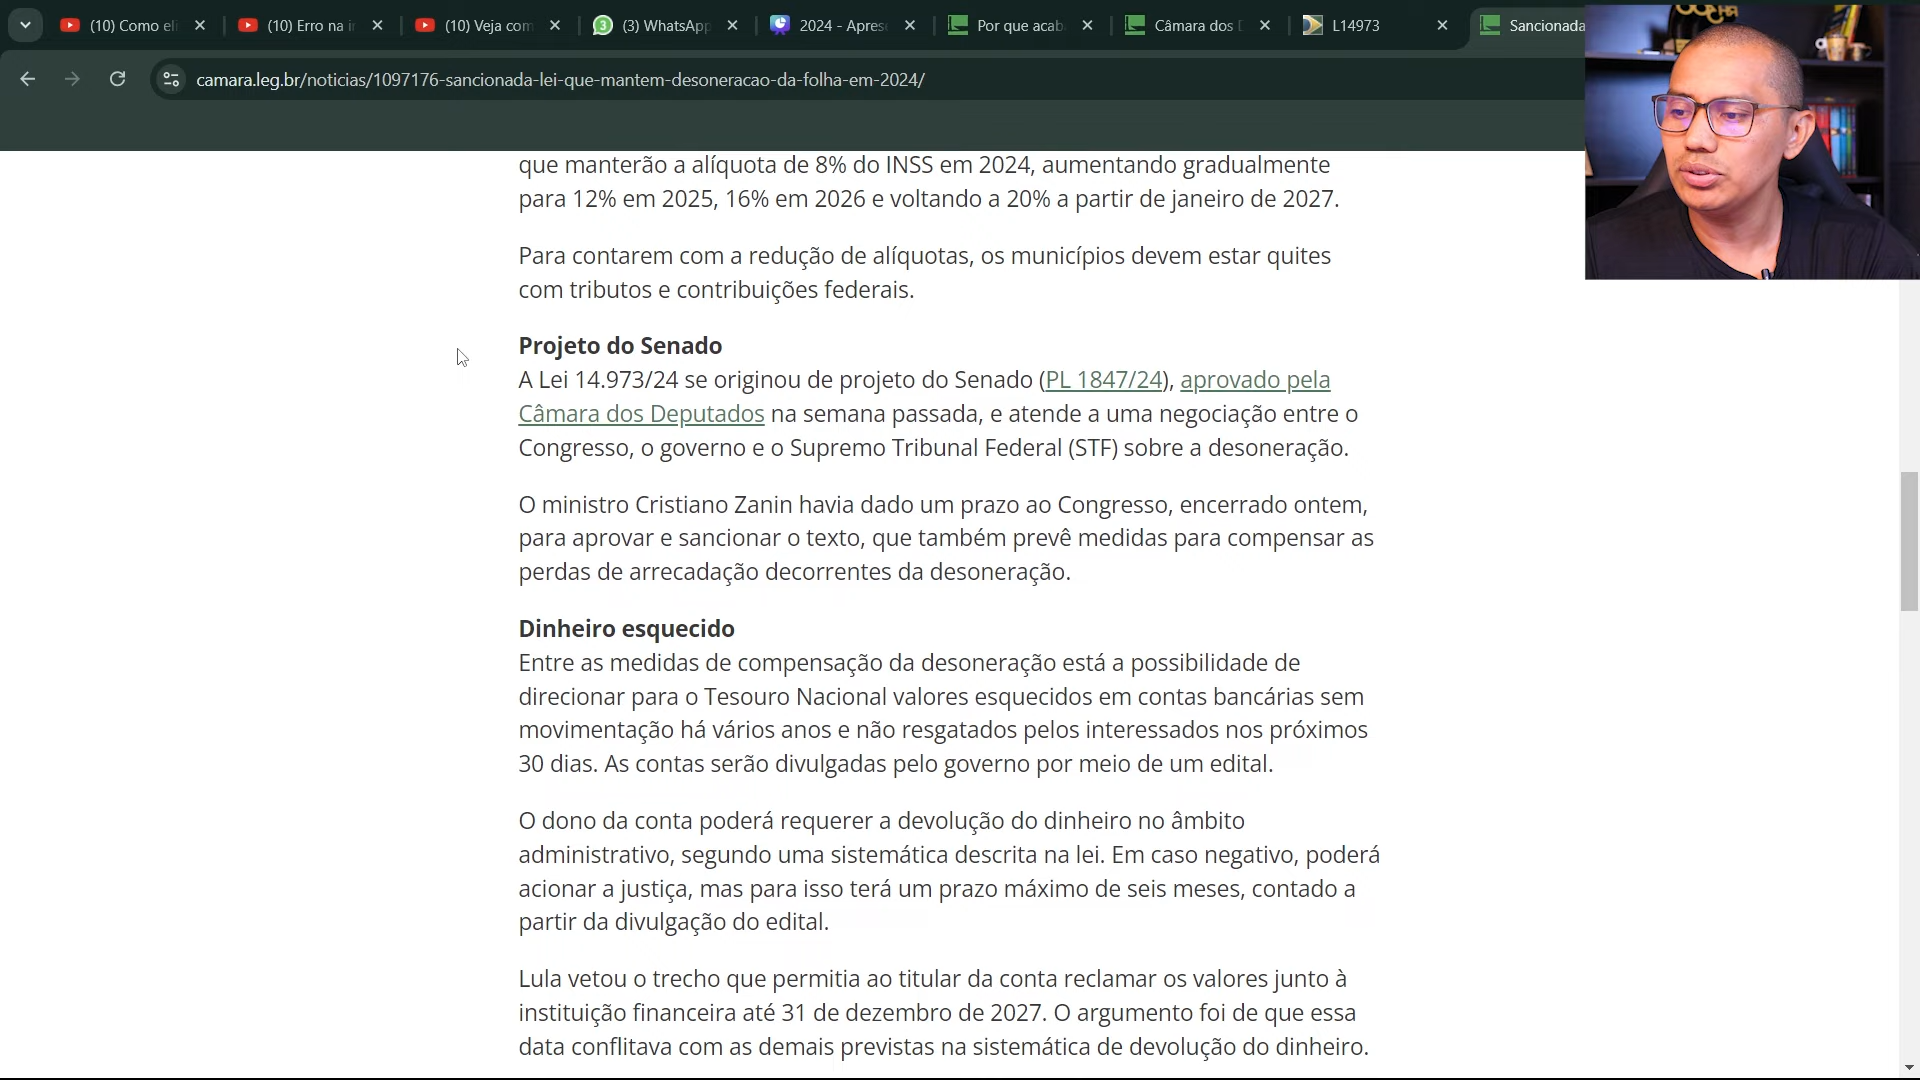 (10) Como eli
(10) Erro na i
(10) Veja com
3
(3) WhatsApp
2024 - Aprese
Por que acab
Câmara dos D
L14973
Sancionada
camara.leg.br/noticias/1097176-sancionada-lei-que-mantem-desoneracao-da-folha-em-2024/
que manterão a alíquota de 8% do INSS em 2024, aumentando gradualmente
para 12% em 2025, 16% em 2026 e voltando a 20% a partir de janeiro de 2027.
Para contarem com a redução de alíquotas, os municípios devem estar quites
com tributos e contribuições federais.
Projeto do Senado
A Lei 14.973/24 se originou de projeto do Senado (PL 1847/24), aprovado pela
Câmara dos Deputados na semana passada, e atende a uma negociação entre o
Congresso, o governo e o Supremo Tribunal Federal (STF) sobre a desoneração.
O ministro Cristiano Zanin havia dado um prazo ao Congresso, encerrado ontem,
para aprovar e sancionar o texto, que também prevê medidas para compensar as
perdas de arrecadação decorrentes da desoneração.
Dinheiro esquecido
Entre as medidas de compensação da desoneração está a possibilidade de
direcionar para o Tesouro Nacional valores esquecidos em contas bancárias sem
movimentação há vários anos e não resgatados pelos interessados nos próximos
30 dias. As contas serão divulgadas pelo governo por meio de um edital.
O dono da conta poderá requerer a devolução do dinheiro no âmbito
administrativo, segundo uma sistemática descrita na lei. Em caso negativo, poderá
acionar a justiça, mas para isso terá um prazo máximo de seis meses, contado a
partir da divulgação do edital.
Lula vetou o trecho que permitia ao titular da conta reclamar os valores junto à
instituição financeira até 31 de dezembro de 2027. O argumento foi de que essa
data conflitava com as demais previstas na sistemática de devolução do dinheiro.